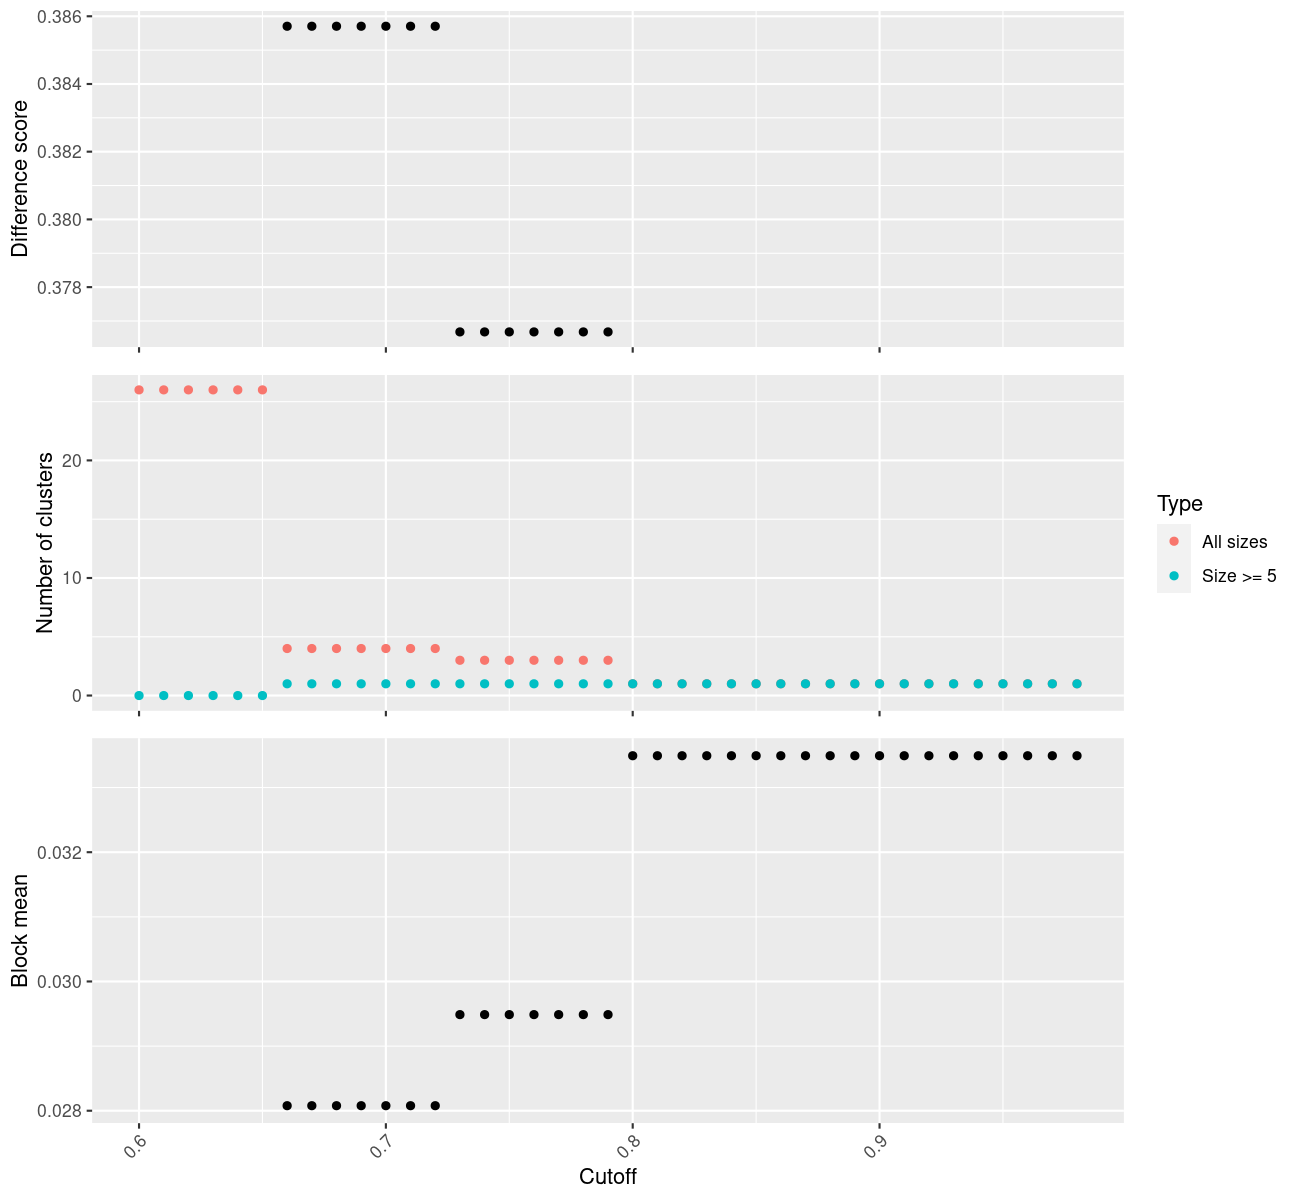 Difference score
0.386
0.384
0.382
0.380
0.378
Number of clusters
20
10
0
Type
All sizes
Size >= 5
Block mean
0.032
0.030
0.028
0.6
0.7
0.8
0.9
Cutoff